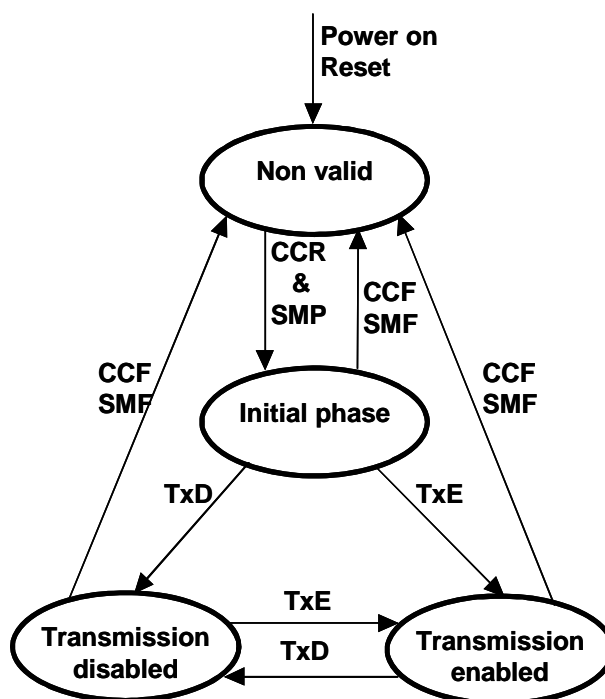 Power on
Reset
Non valid
CCR
&
SMP
CCF
SMF
CCF
SMF
CCF
SMF
Initial phase
TxD
TxE
TxE
Transmission
disabled
TxD
Transmission
enabled